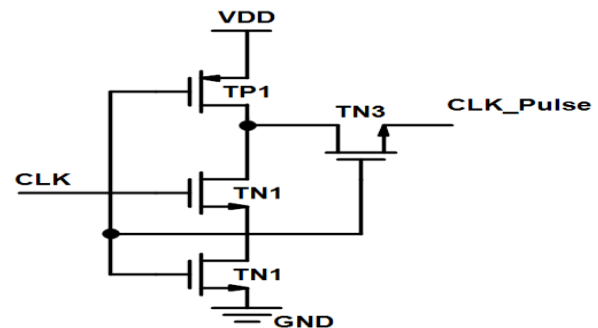 VDD
TP1
TN3
CLK_Pulse
CLK
TN1
TN1
GND